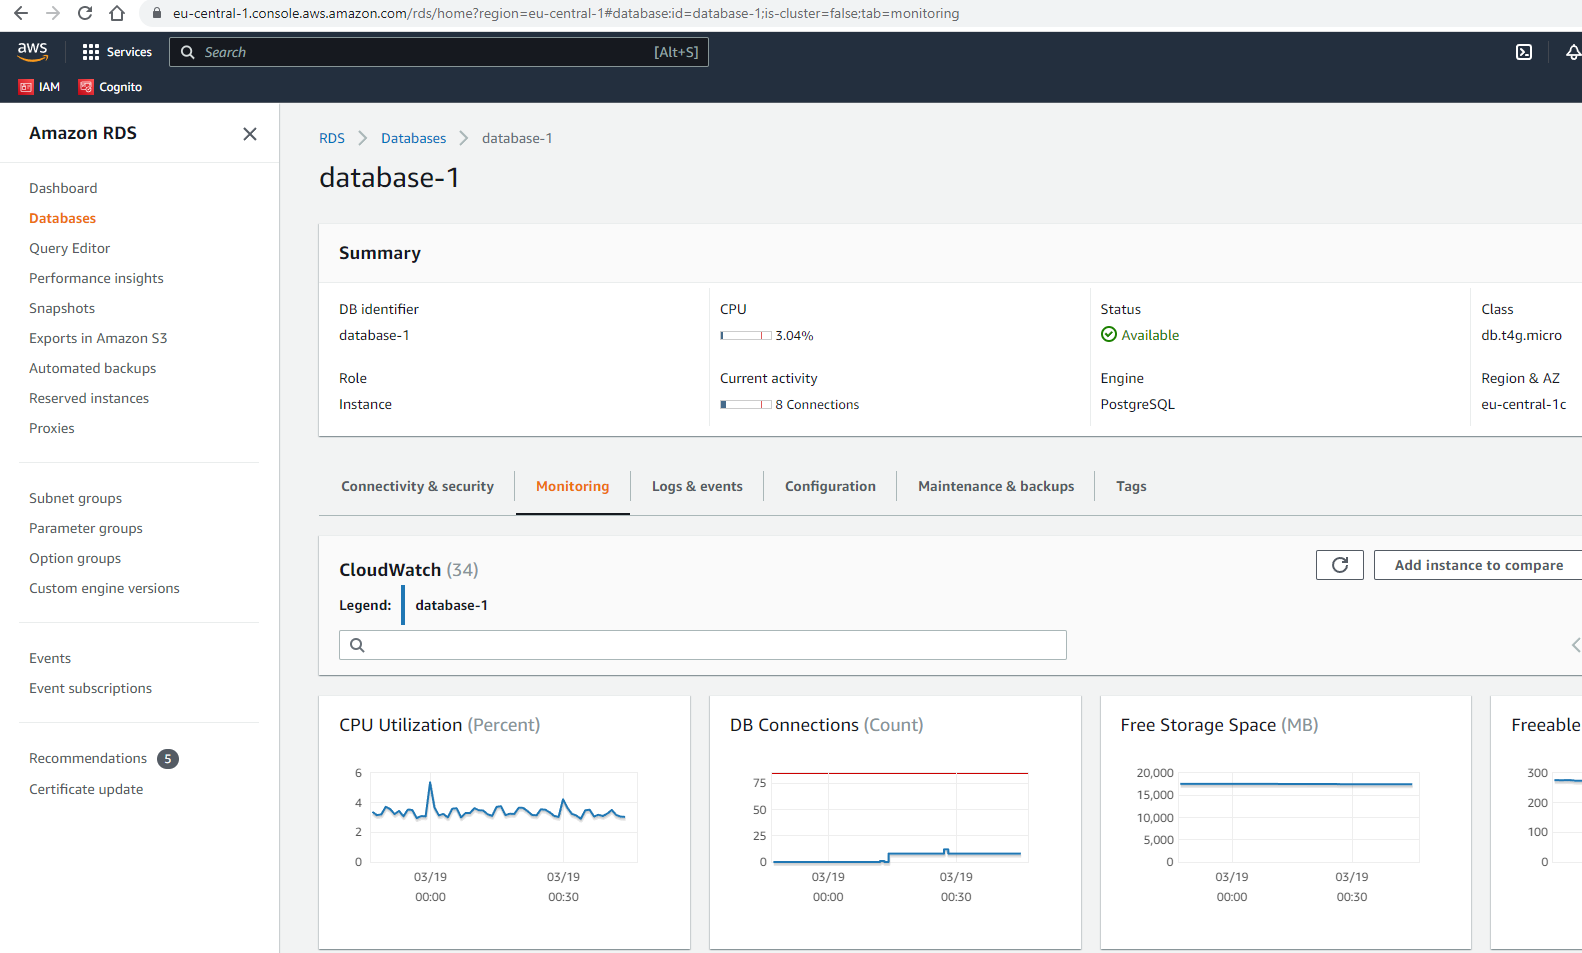 eu-central-1.console.aws.amazon.com/rds/home?region=eu-central-1#database:id=database-1;is-cluster=false;tab=monitoring
aws Services Search [Alt+S]
IAM Cognito
Amazon RDS
Dashboard
Databases
Query Editor
Performance insights
Snapshots
Exports in Amazon S3
Automated backups
Reserved instances
Proxies
Subnet groups
Parameter groups
Option groups
Custom engine versions
Events
Event subscriptions
Recommendations 5
Certificate update
RDS Databases database-1
database-1
Summary
DB identifier
database-1
Role
Instance
CPU
3.04%
Current activity
8 Connections
Status
Available
Engine
PostgreSQL
Class
db.t4g.micro
Region & AZ
eu-central-1c
Connectivity & security Monitoring Logs & events Configuration Maintenance & backups Tags
CloudWatch (34)
Add instance to compare
Legend: database-1
CPU Utilization (Percent)
6
4
2
0
03/19 03/19
00:00 00:30
DB Connections (Count)
75
50
25
0
03/19 03/19
00:00 00:30
Free Storage Space (MB)
20,000
15,000
10,000
5,000
0
03/19 03/19
00:00 00:30
Freeable
300
200
100
0